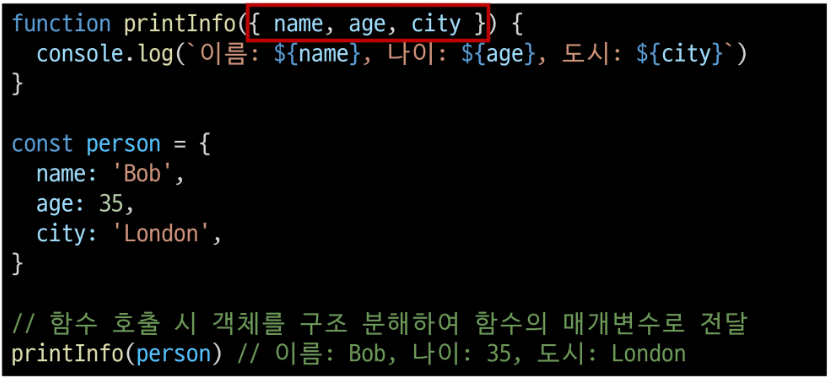 function printInfo({ name, age, city }) {
  console.log(`이름: ${name}, 나이: ${age}, 도시: ${city}`)
}

const person = {
  name: 'Bob',
  age: 35,
  city: 'London',
}

// 함수 호출 시 객체를 구조 분해하여 함수의 매개변수로 전달
printInfo(person) // 이름: Bob, 나이: 35, 도시: London